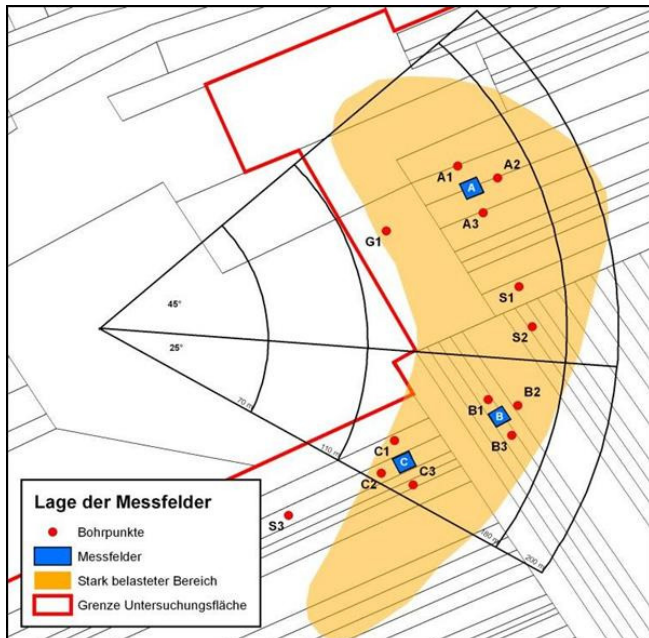 A1
A2
A
A3
G1
S1
45°
S2
25°
70 m
B1
B2
B
B3
110 m
C1
C
C2
C3
S3
180 m
200 m
Lage der Messfelder
Bohrpunkte
Messfelder
Stark belasteter Bereich
Grenze Untersuchungsfläche